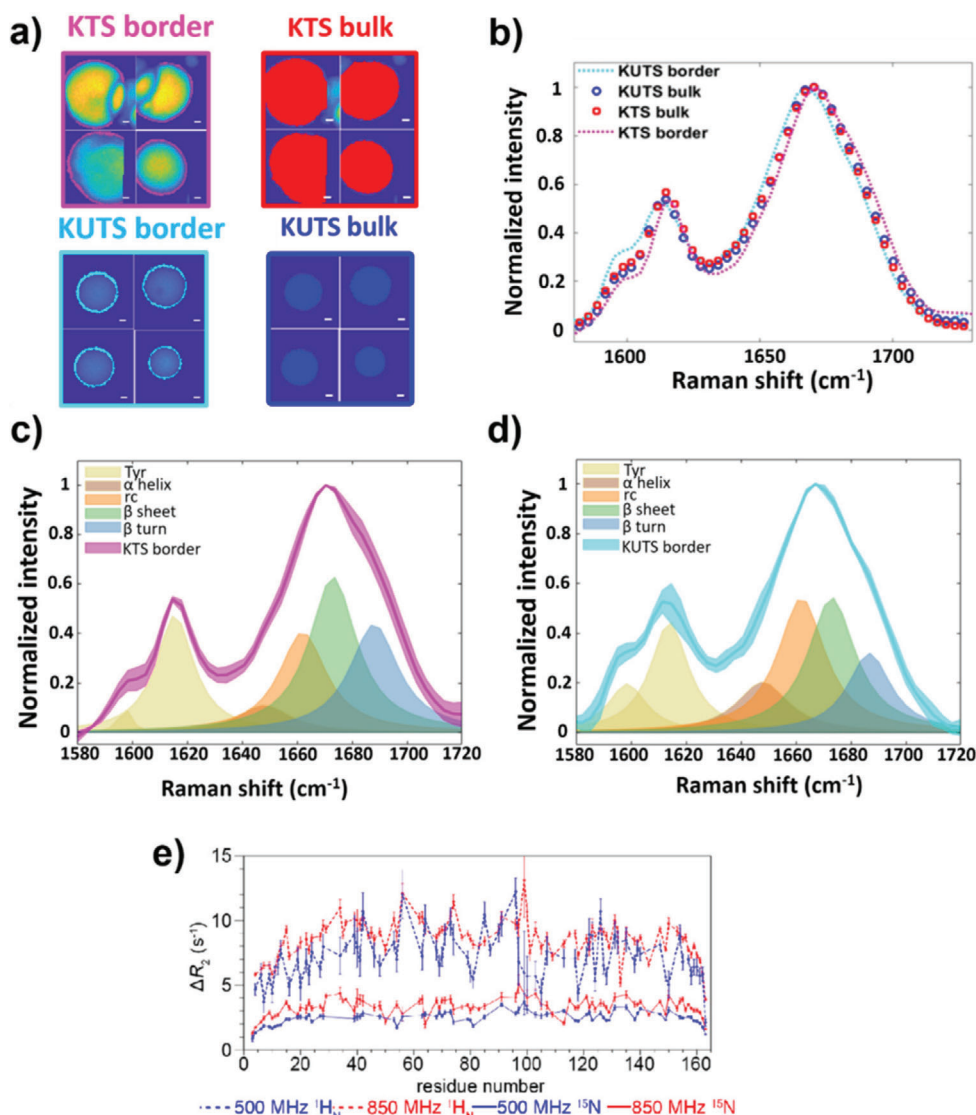 a)
KTS border
KTS bulk
KUTS border
KUTS bulk
b)
KUTS border
KUTS bulk
KTS bulk
KTS border
Normalized intensity
1
0.8
0.6
0.4
0.2
0
1600
1650
1700
Raman shift (cm-1)
c)
Tyr
α helix
rc
β sheet
β turn
KTS border
Normalized intensity
1
0.8
0.6
0.4
0.2
0
1580
1600
1620
1640
1660
1680
1700
1720
Raman shift (cm-1)
d)
Tyr
α helix
rc
β sheet
β turn
KUTS border
Normalized intensity
1
0.8
0.6
0.4
0.2
0
1580
1600
1620
1640
1660
1680
1700
1720
Raman shift (cm-1)
e)
ΔR2 (s-1)
15
10
5
0
0
20
40
60
80
100
120
140
160
residue number
500 MHz 1HN
850 MHz 1HN
500 MHz 15N
850 MHz 15N